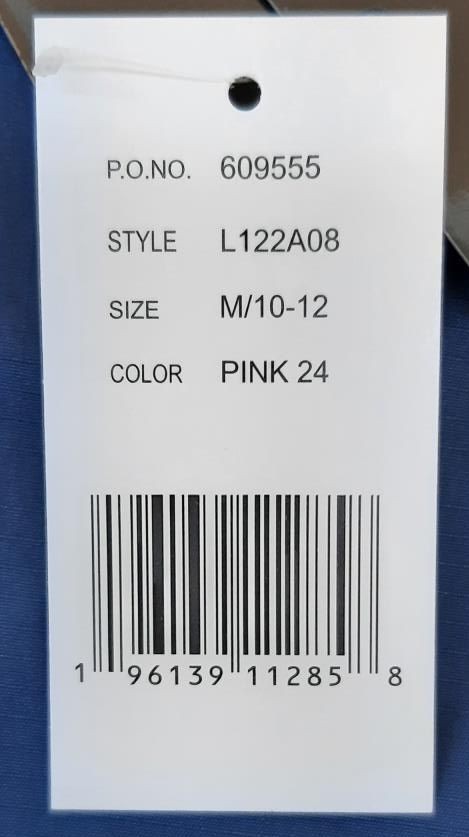 P.O.NO. 609555
STYLE L122A08
SIZE M/10-12
COLOR PINK 24
1 96139 11285 8